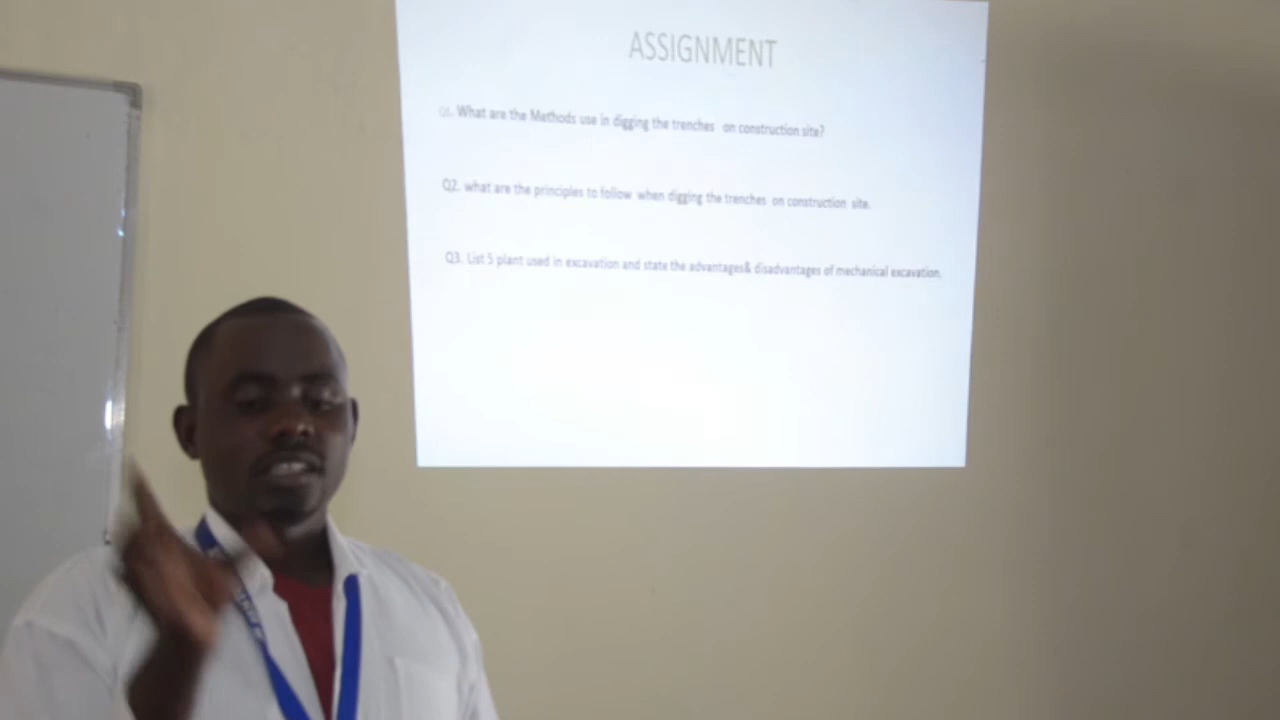 ASSIGNMENT
Q1. What are the Methods use in digging the trenches on construction site?
Q2. what are the principles to follow when digging the trenches on construction site.
Q3. List 5 plant used in excavation and state the advantages& disadvantages of mechanical excavation.